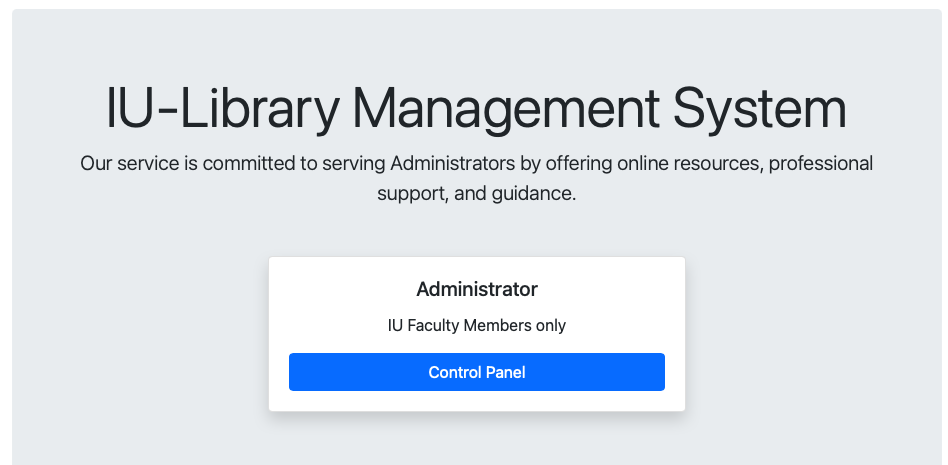 IU-Library Management System
Our service is committed to serving Administrators by offering online resources, professional
support, and guidance.
Administrator
IU Faculty Members only
Control Panel